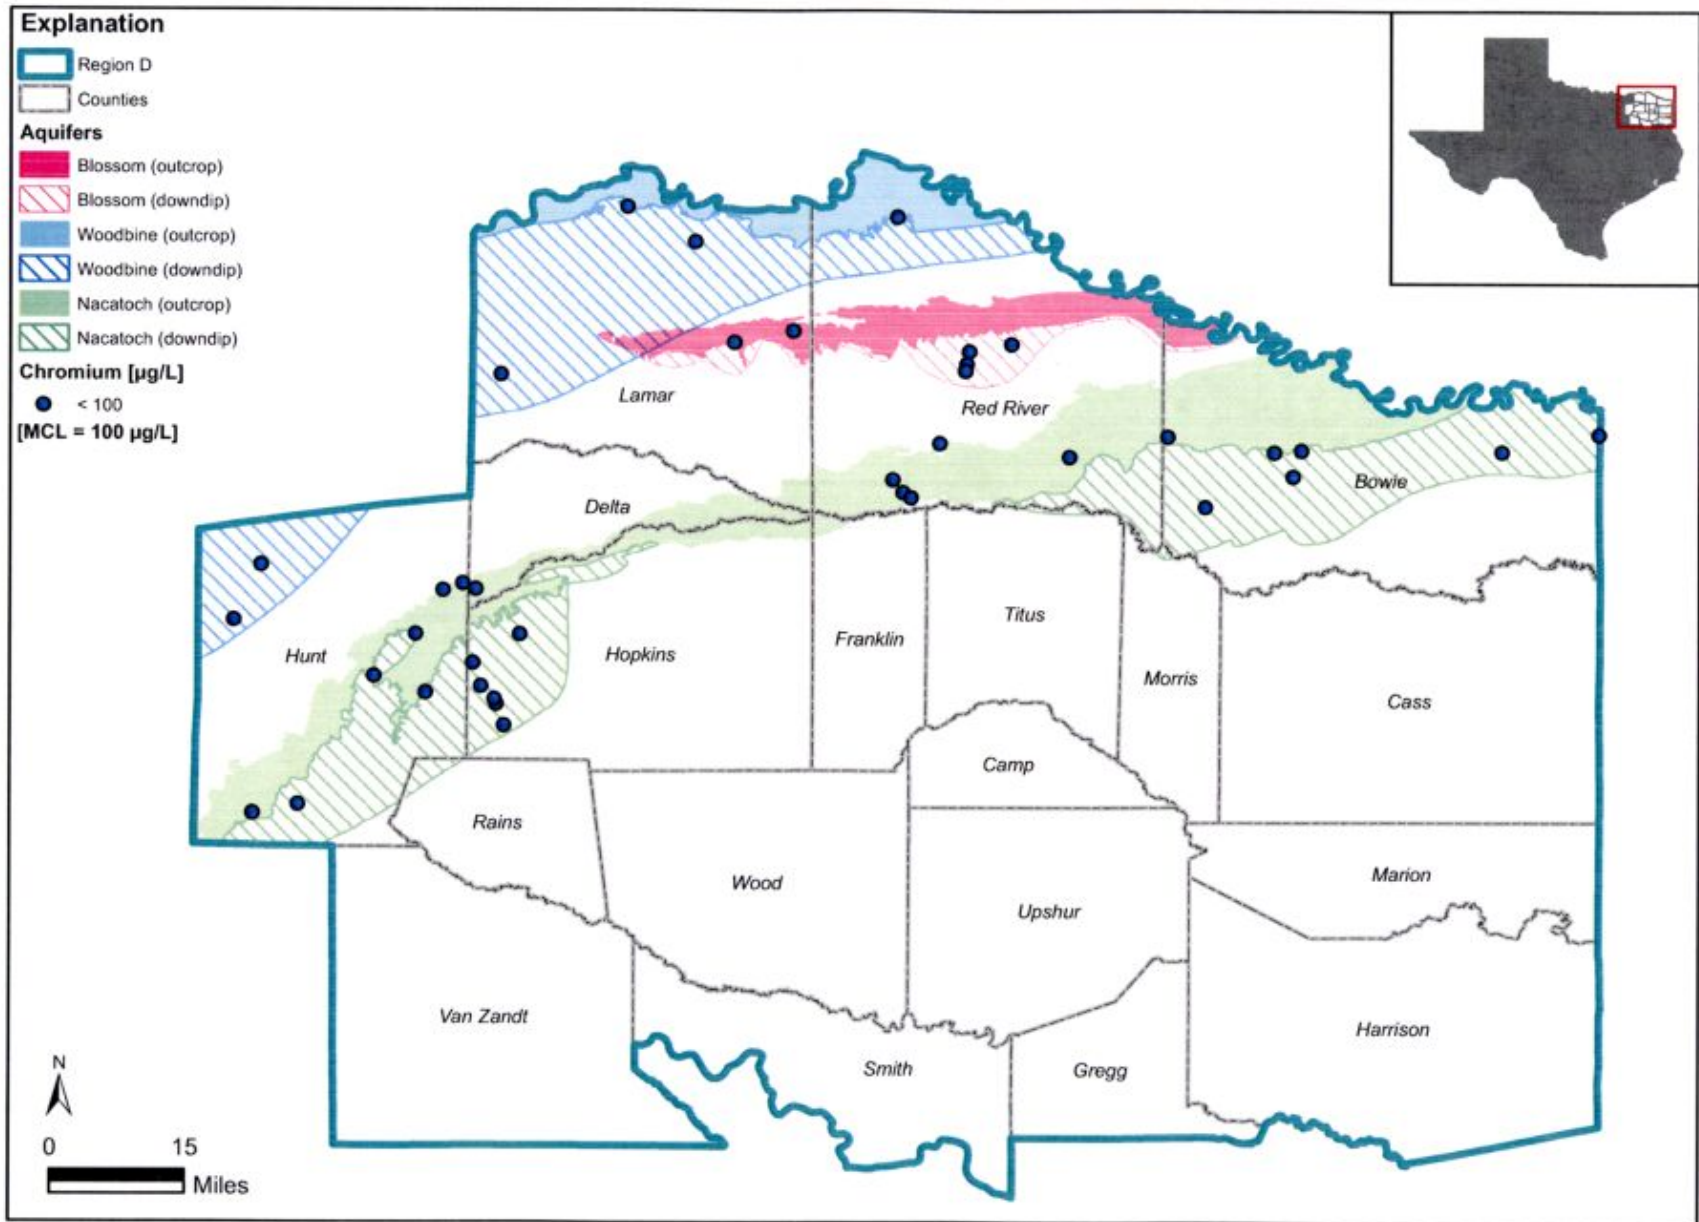 Explanation
Region D
Counties
Aquifers
Blossom (outcrop)
Blossom (downdip)
Woodbine (outcrop)
Woodbine (downdip)
Nacatoch (outcrop)
Nacatoch (downdip)
Chromium [µg/L]
< 100
[MCL = 100 µg/L]
Lamar
Red River
Bowie
Delta
Titus
Franklin
Hunt
Hopkins
Morris
Cass
Camp
Rains
Marion
Wood
Upshur
Van Zandt
Harrison
Smith
Gregg
N
0 15
Miles